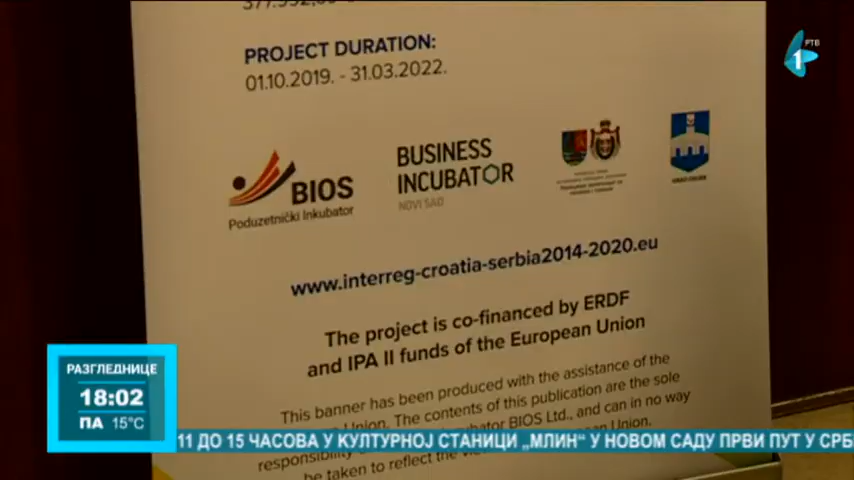 PROJECT DURATION:
01.10.2019. - 31.03.2022.
BIOS
Poduzetnički Inkubator
BUSINESS
INCUBATOR
NOVI SAD
www.interreg-croatia-serbia2014-2020.eu
The project is co-financed by ERDF
and IPA II funds of the European Union
This banner has been produced with the assistance of the
Union. The contents of this publication are the sole
responsibility BIOS Ltd., and can in no way
be taken to reflect the Union.
РТВ
1
РАЗГЛЕДНИЦЕ
18:02
ПА 15°C
11 ДО 15 ЧАСОВА У КУЛТУРНОЈ СТАНИЦИ „МЛИН“ У НОВОМ САДУ ПРВИ ПУТ У СРБ